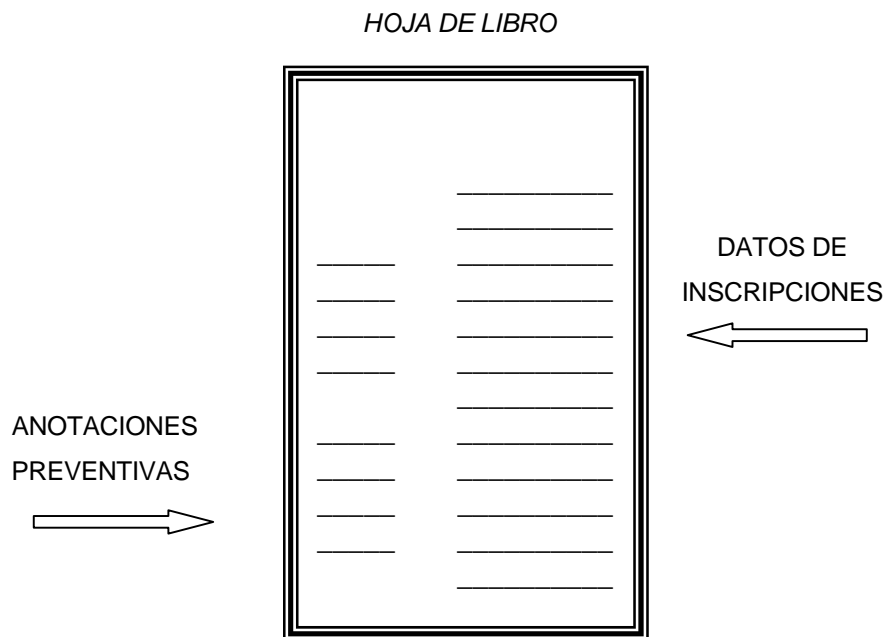 HOJA DE LIBRO
DATOS DE
INSCRIPCIONES
ANOTACIONES
PREVENTIVAS